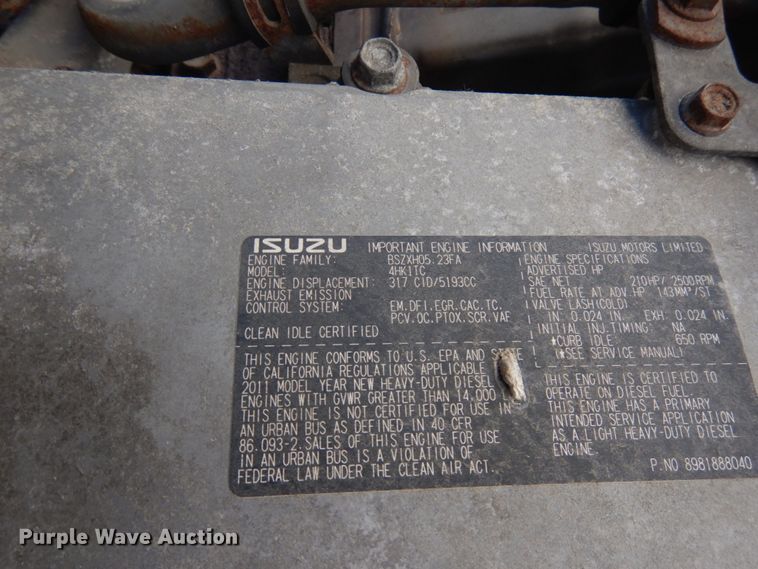 ISUZU IMPORTANT ENGINE INFORMATION ISUZU MOTORS LIMITED
ENGINE FAMILY: BSZXH05.23FA
MODEL: 4HK1TC
ENGINE DISPLACEMENT: 317 CID/5193CC
EXHAUST EMISSION
CONTROL SYSTEM EM.DFI.EGR.CAC.TC.
PCV.OC.PTOX.SCR.VAF
CLEAN IDLE CERTIFIED
ENGINE SPECIFICATIONS
ADVERTISED HP
SAE NET 210HP/2500RPM
FUEL RATE AT ADV.HP 143MM³/ST
VALVE LASH(COLD)
IN. 0.024 IN. EXH. 0.024 IN.
INITIAL INJ.TIMING: NA
*CURB IDLE 650 RPM
(*SEE SERVICE MANUAL)
THIS ENGINE CONFORMS TO U.S. EPA AND
OF CALIFORNIA REGULATIONS APPLICABLE
2011 MODEL YEAR NEW HEAVY-DUTY DIESEL
ENGINES WITH GVWR GREATER THAN 14,000
THIS ENGINE IS NOT CERTIFIED FOR USE IN
AN URBAN BUS AS DEFINED IN 40 CFR
86.093-2.SALES OF THIS ENGINE FOR USE
IN AN URBAN BUS IS A VIOLATION OF
FEDERAL LAW UNDER THE CLEAN AIR ACT.
THIS ENGINE IS CERTIFIED TO
OPERATE ON DIESEL FUEL.
THIS ENGINE HAS A PRIMARY
INTENDED SERVICE APPLICATION
AS A LIGHT HEAVY-DUTY DIESEL
ENGINE.
P.NO 8981888040
Purple Wave Auction®